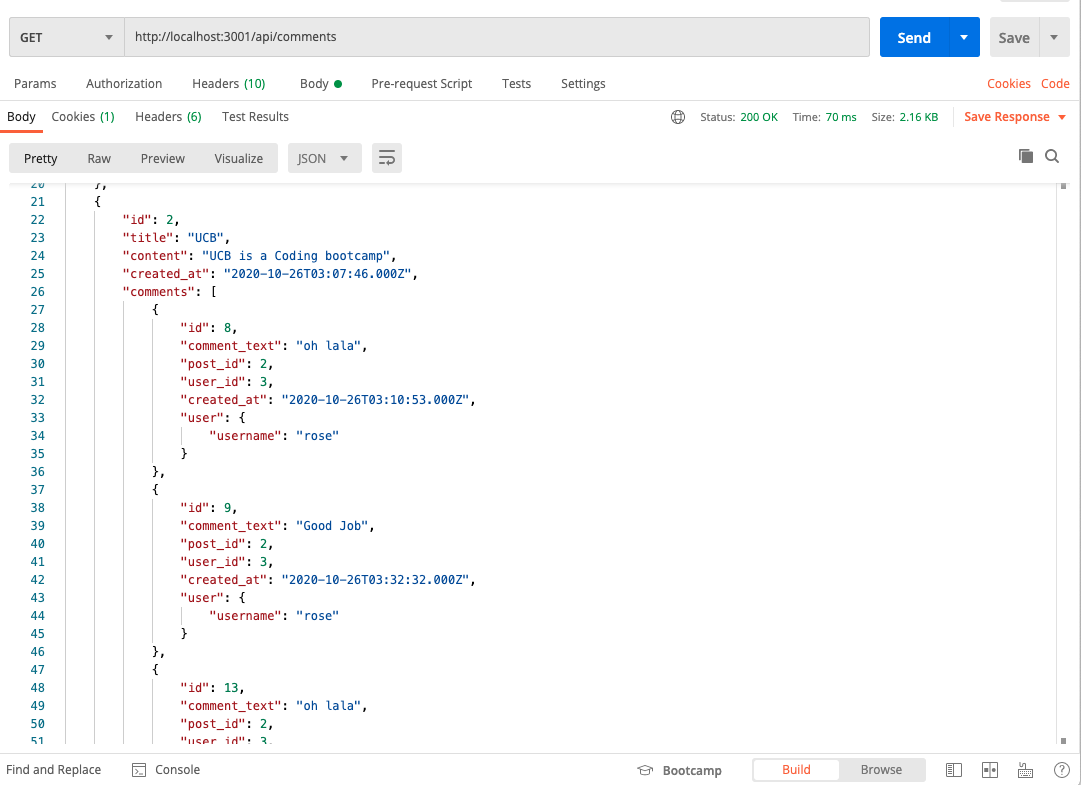 GET http://localhost:3001/api/comments Send Save
Params Authorization Headers (10) Body Pre-request Script Tests Settings Cookies Code
Body Cookies (1) Headers (6) Test Results Status: 200 OK Time: 70 ms Size: 2.16 KB Save Response
Pretty Raw Preview Visualize JSON
20 },
21 {
22 "id": 2,
23 "title": "UCB",
24 "content": "UCB is a Coding bootcamp",
25 "created_at": "2020-10-26T03:07:46.000Z",
26 "comments": [
27 {
28 "id": 8,
29 "comment_text": "oh lala",
30 "post_id": 2,
31 "user_id": 3,
32 "created_at": "2020-10-26T03:10:53.000Z",
33 "user": {
34 "username": "rose"
35 }
36 },
37 {
38 "id": 9,
39 "comment_text": "Good Job",
40 "post_id": 2,
41 "user_id": 3,
42 "created_at": "2020-10-26T03:32:32.000Z",
43 "user": {
44 "username": "rose"
45 }
46 },
47 {
48 "id": 13,
49 "comment_text": "oh lala",
50 "post_id": 2,
51 "user_id": 3,
Find and Replace Console Bootcamp Build Browse